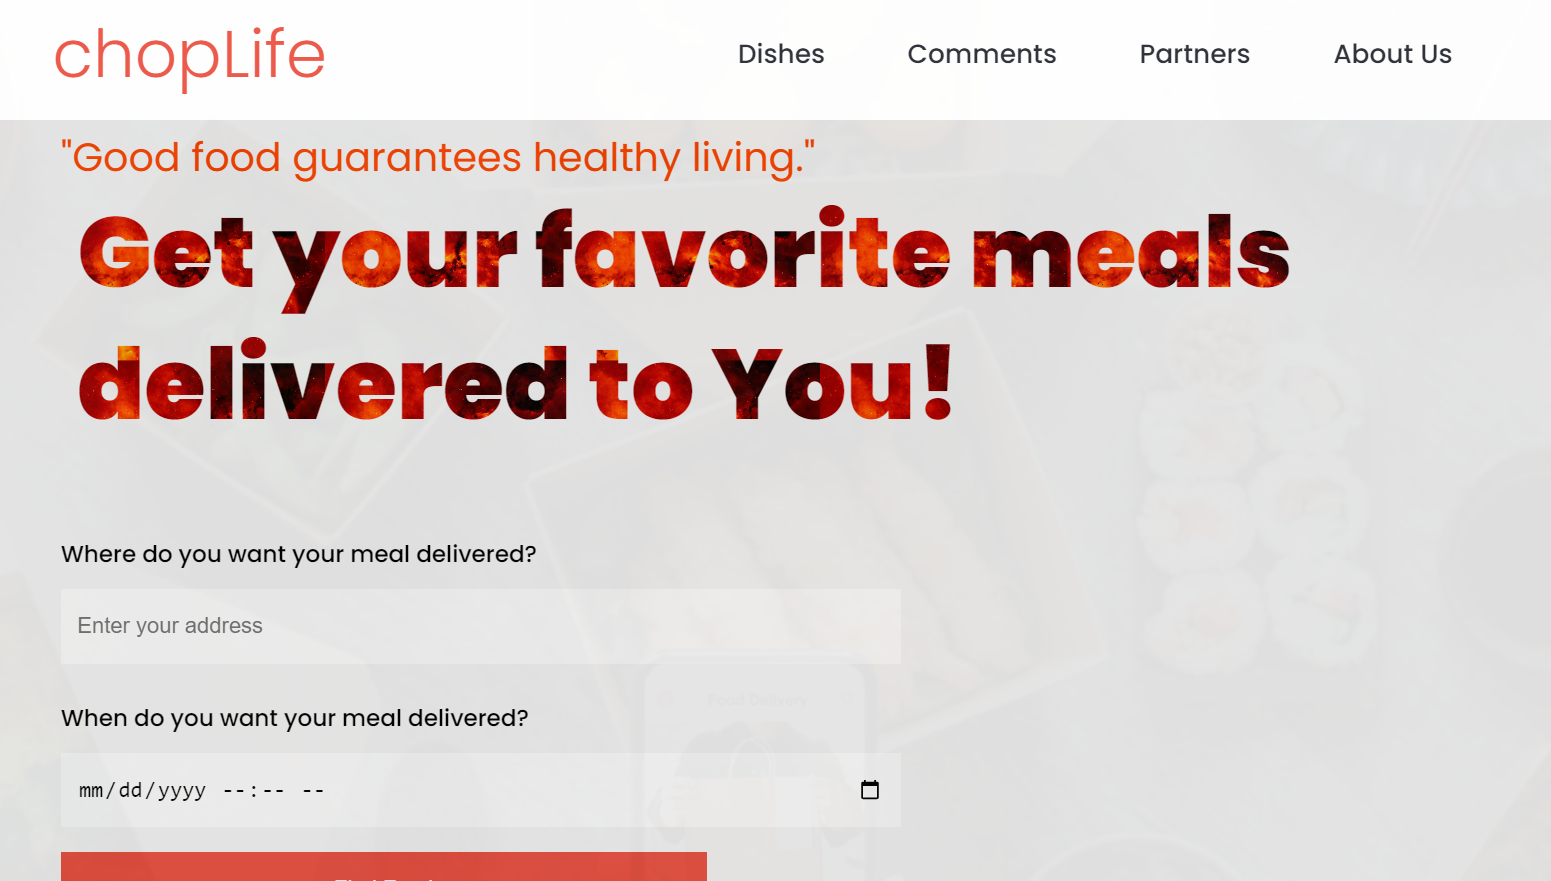 chopLife
Dishes
Comments
Partners
About Us
"Good food guarantees healthy living."
Get your favorite meals
delivered to You!
Where do you want your meal delivered?
Enter your address
Food Delivery
When do you want your meal delivered?
mm/dd/yyyy --:-- --